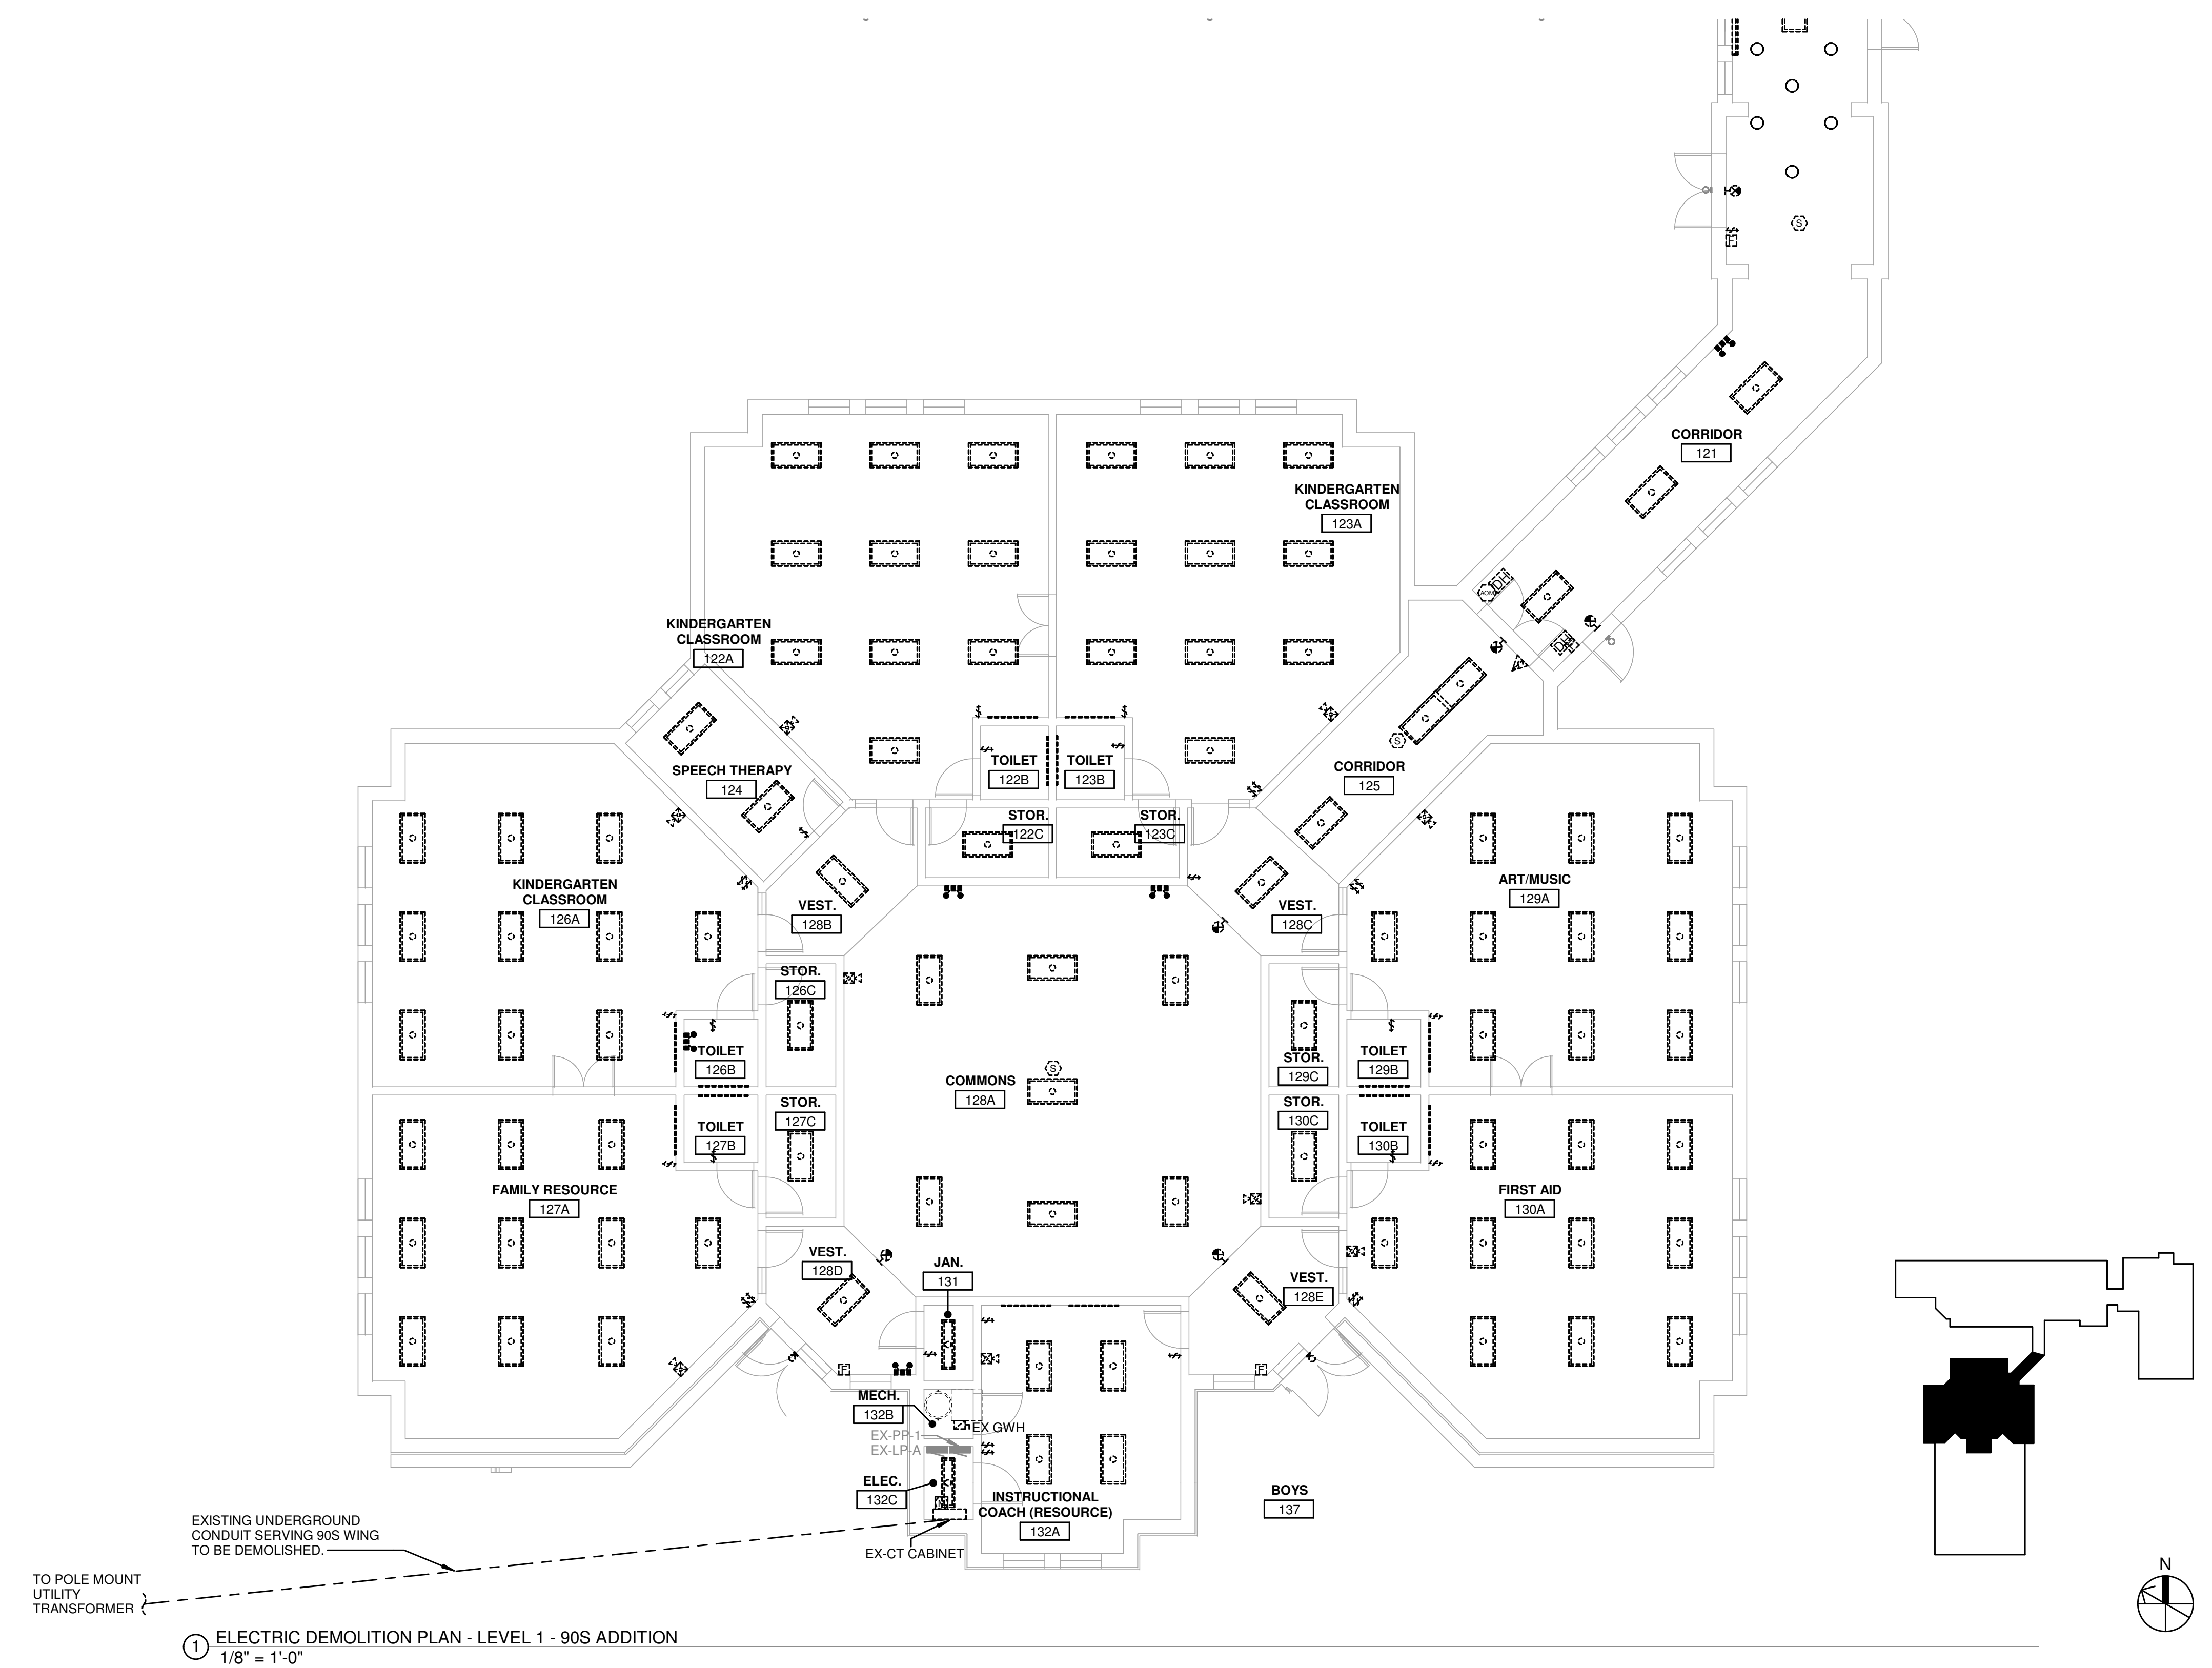 CORRIDOR
121
KINDERGARTEN
CLASSROOM
123A
KINDERGARTEN
CLASSROOM
122A
S
DH
AOM
DH
TOILET
122B
TOILET
123B
SPEECH THERAPY
124
CORRIDOR
125
S
STOR.
122C
STOR.
123C
KINDERGARTEN
CLASSROOM
126A
VEST.
128B
VEST.
128C
ART/MUSIC
129A
STOR.
126C
TOILET
126B
COMMONS
128A
S
STOR.
129C
TOILET
129B
STOR.
127C
TOILET
127B
STOR.
130C
TOILET
130B
FAMILY RESOURCE
127A
FIRST AID
130A
VEST.
128D
JAN.
131
VEST.
128E
F
F
MECH.
132B
EX GWH
EX-PP-1
EX-LP-A
ELEC.
132C
M
INSTRUCTIONAL
COACH (RESOURCE)
132A
BOYS
137
EX-CT CABINET
EXISTING UNDERGROUND
CONDUIT SERVING 90S WING
TO BE DEMOLISHED.
TO POLE MOUNT
UTILITY
TRANSFORMER
N
1
ELECTRIC DEMOLITION PLAN - LEVEL 1 - 90S ADDITION
1/8" = 1'-0"